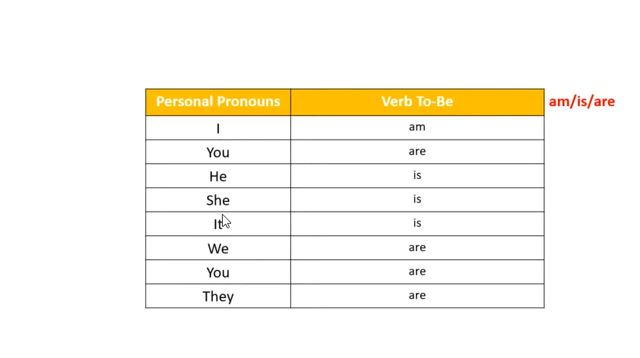 Personal Pronouns Verb To-Be am/is/are
I am
You are
He is
She is
It is
We are
You are
They are